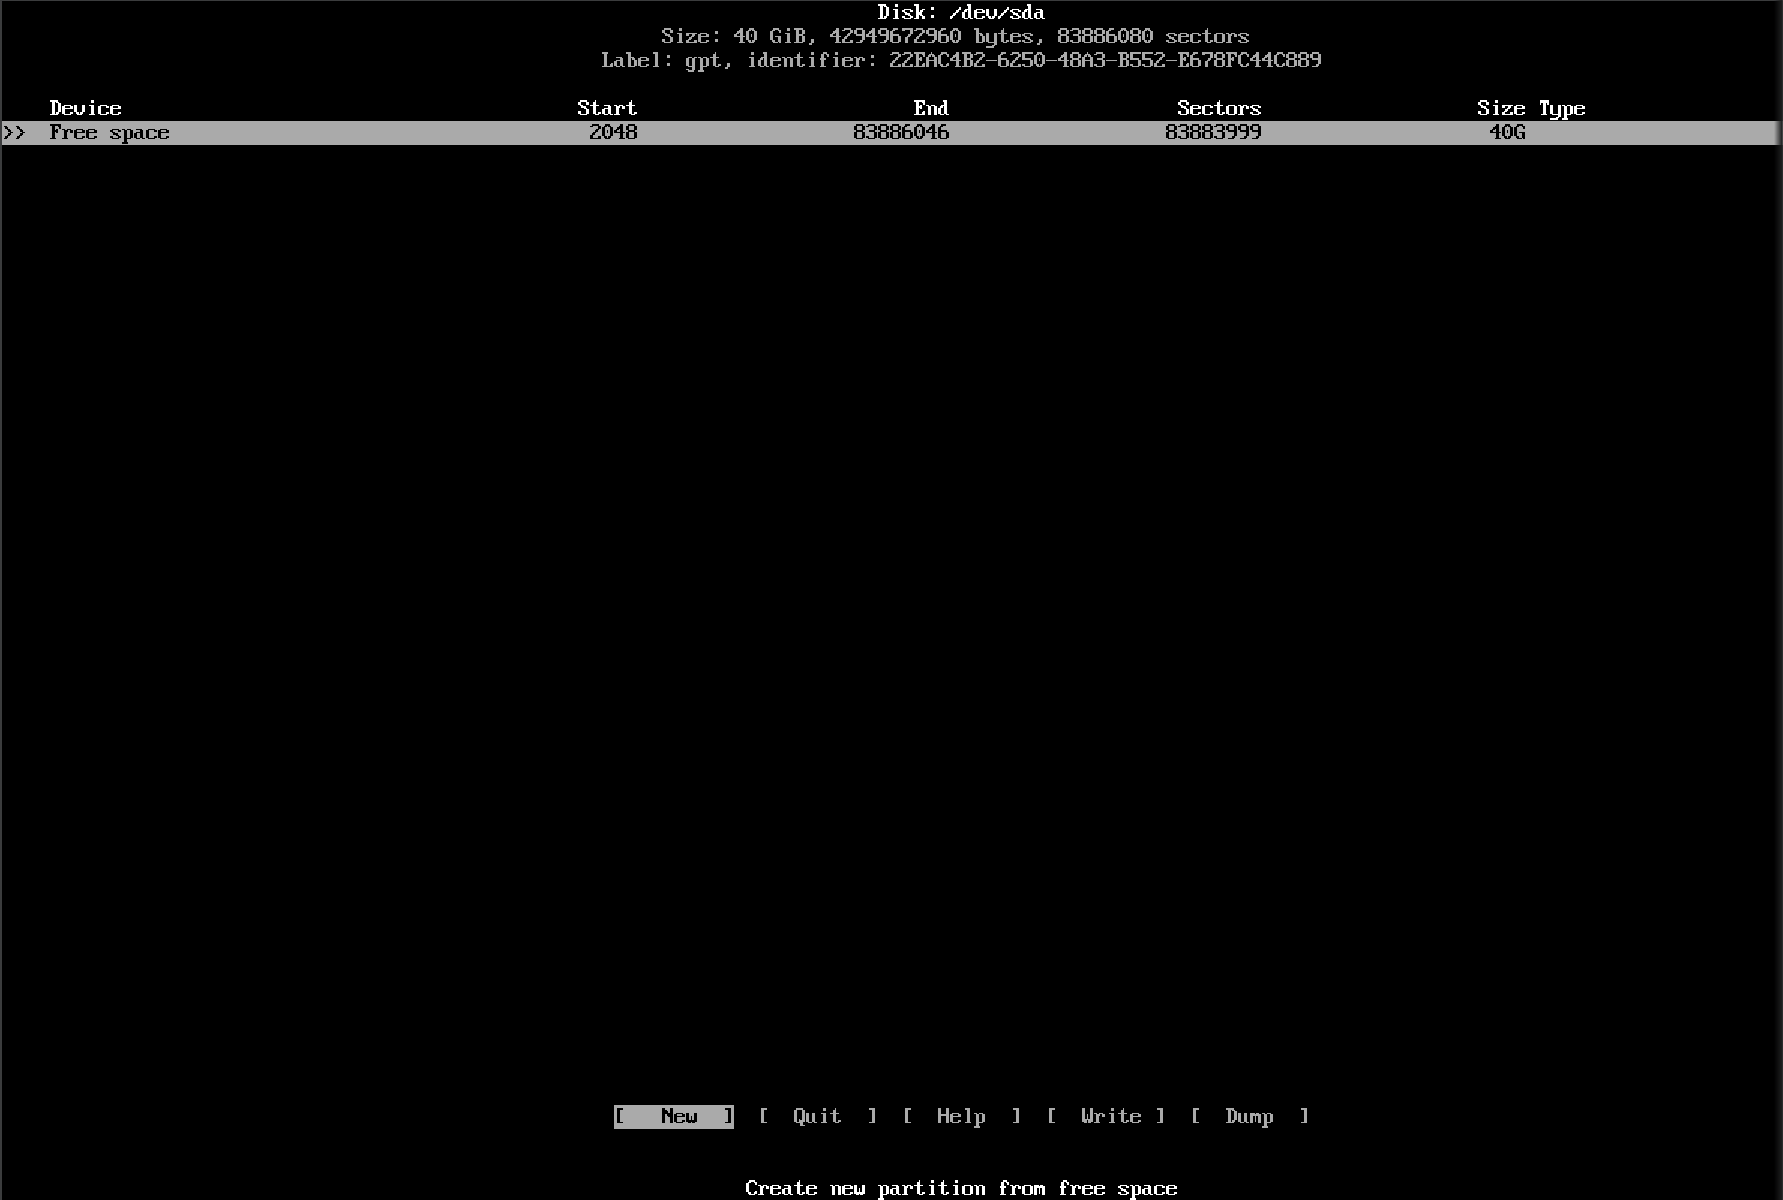 Disk: /dev/sda
Size: 40 GiB, 42949672960 bytes, 83886080 sectors
Label: gpt, identifier: 22EAC4B2-6250-48A3-B552-E678FC44C889
Device Start End Sectors Size Type
>> Free space 2048 83886046 83883999 40G
[ New ] [ Quit ] [ Help ] [ Write ] [ Dump ]
Create new partition from free space